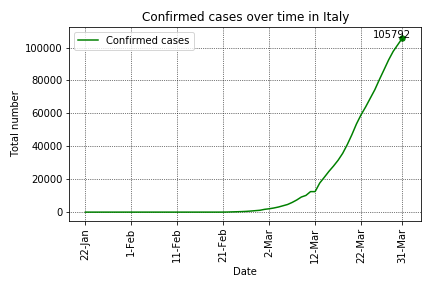 Confirmed cases over time in Italy
Confirmed cases
105792
Total number
100000
80000
60000
40000
20000
0
22-Jan
1-Feb
11-Feb
21-Feb
2-Mar
12-Mar
22-Mar
31-Mar
Date